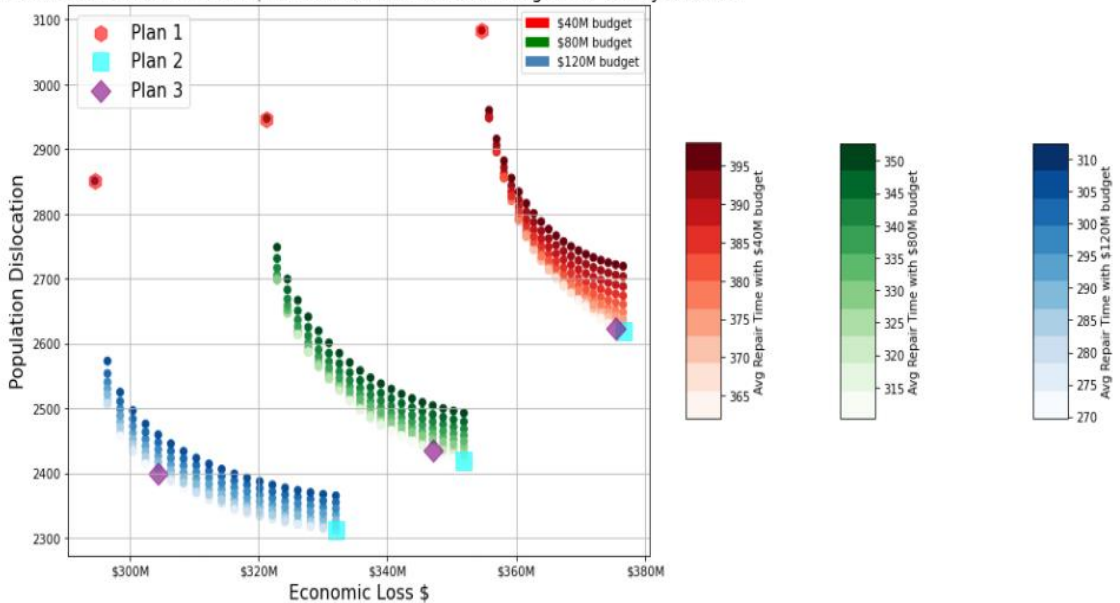 3100
3000
2900
2800
2700
2600
2500
2400
2300
Population Dislocation
Plan 1
Plan 2
Plan 3
$40M budget
$80M budget
$120M budget
$300M
$320M
$340M
$360M
$380M
Economic Loss $
395
390
385
380
375
370
365
Avg Repair Time with $40M budget
350
345
340
335
330
325
320
315
Avg Repair Time with $80M budget
310
305
300
295
290
285
280
275
270
Avg Repair Time with $120M budget